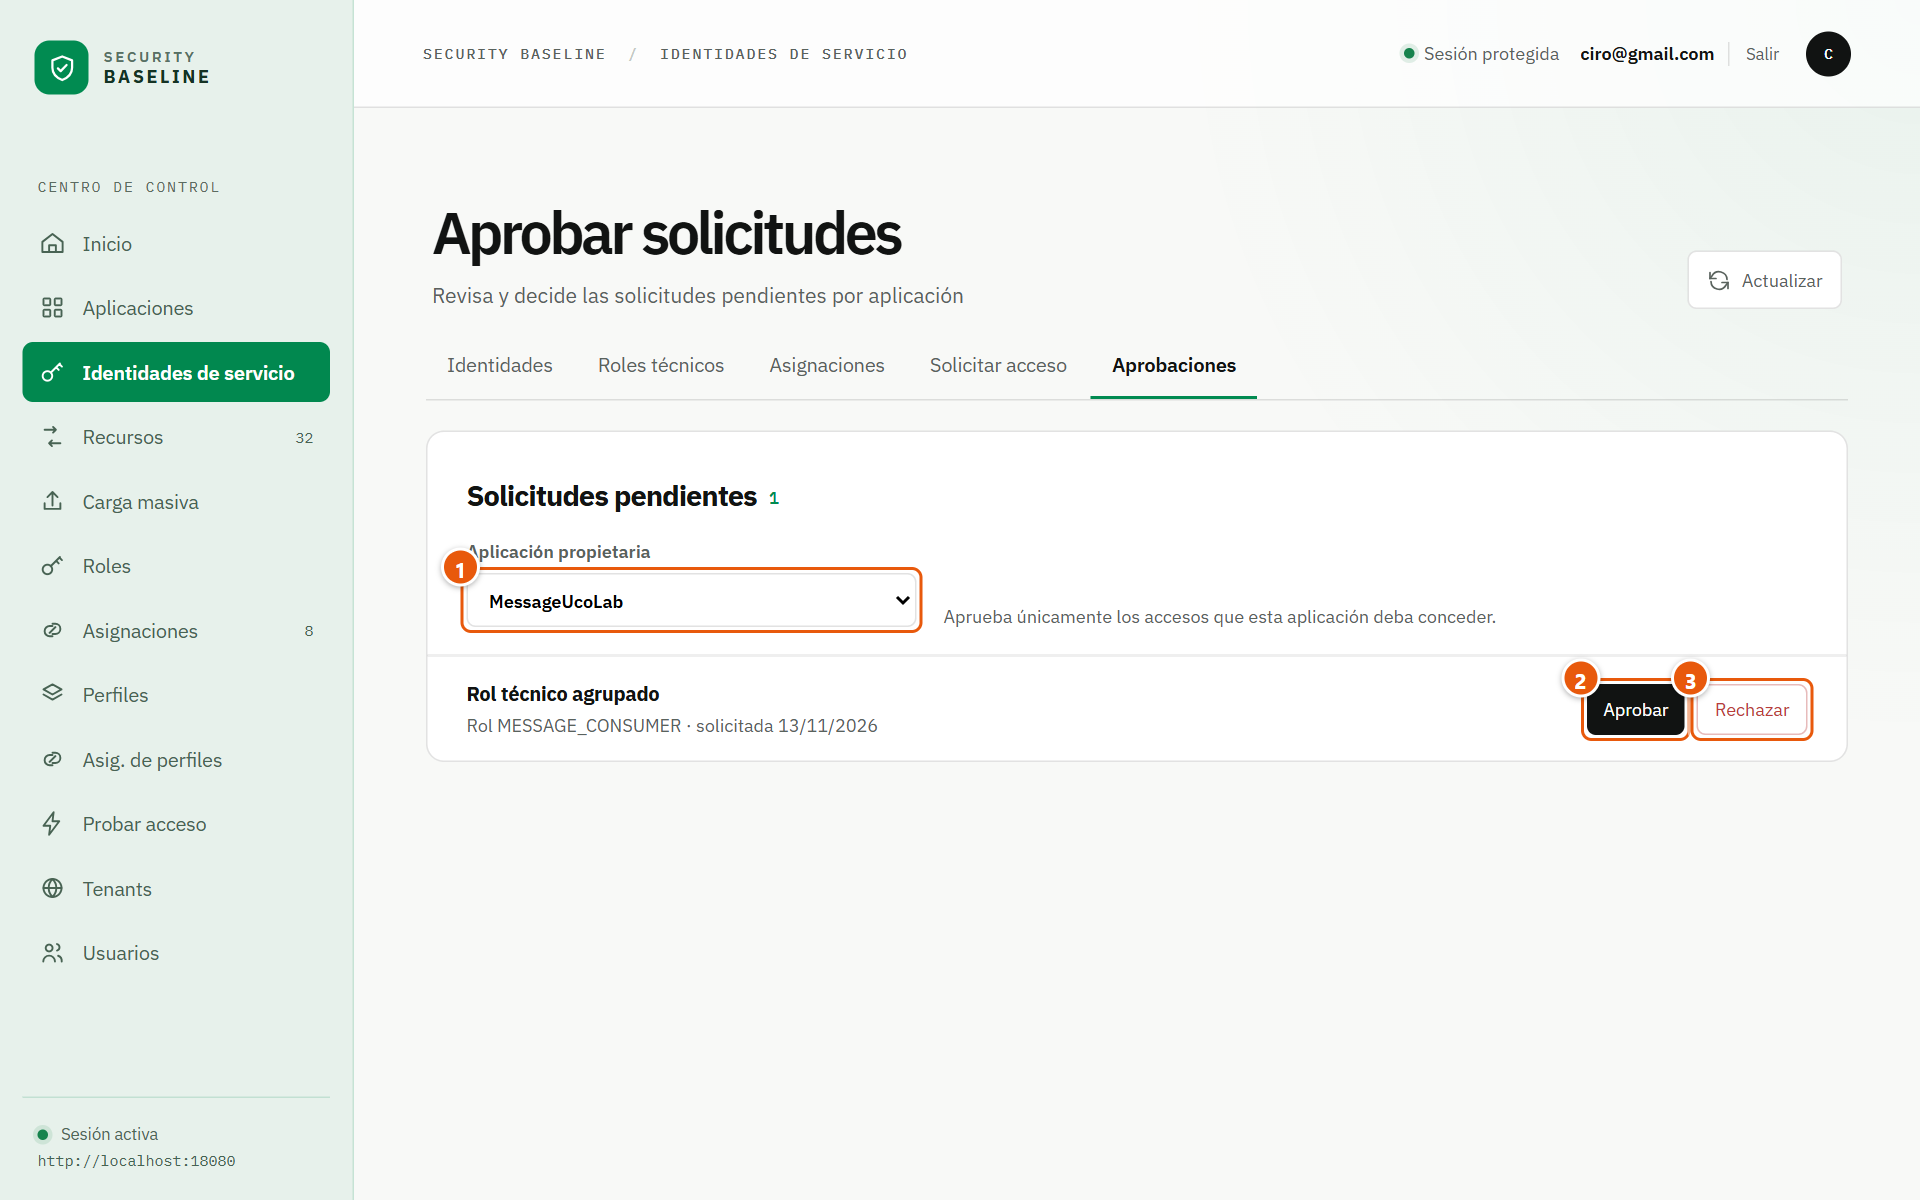 SECURITY
BASELINE
CENTRO DE CONTROL
Inicio
Aplicaciones
Identidades de servicio
Recursos 32
Carga masiva
Roles
Asignaciones 8
Perfiles
Asig. de perfiles
Probar acceso
Tenants
Usuarios
Sesión activa
http://localhost:18080
SECURITY BASELINE / IDENTIDADES DE SERVICIO
Sesión protegida ciro@gmail.com Salir C
Aprobar solicitudes
Revisa y decide las solicitudes pendientes por aplicación
Actualizar
Identidades Roles técnicos Asignaciones Solicitar acceso Aprobaciones
Solicitudes pendientes 1
Aplicación propietaria
1
MessageUcoLab
Aprueba únicamente los accesos que esta aplicación deba conceder.
Rol técnico agrupado
Rol MESSAGE_CONSUMER · solicitada 13/11/2026
2 3
Aprobar Rechazar